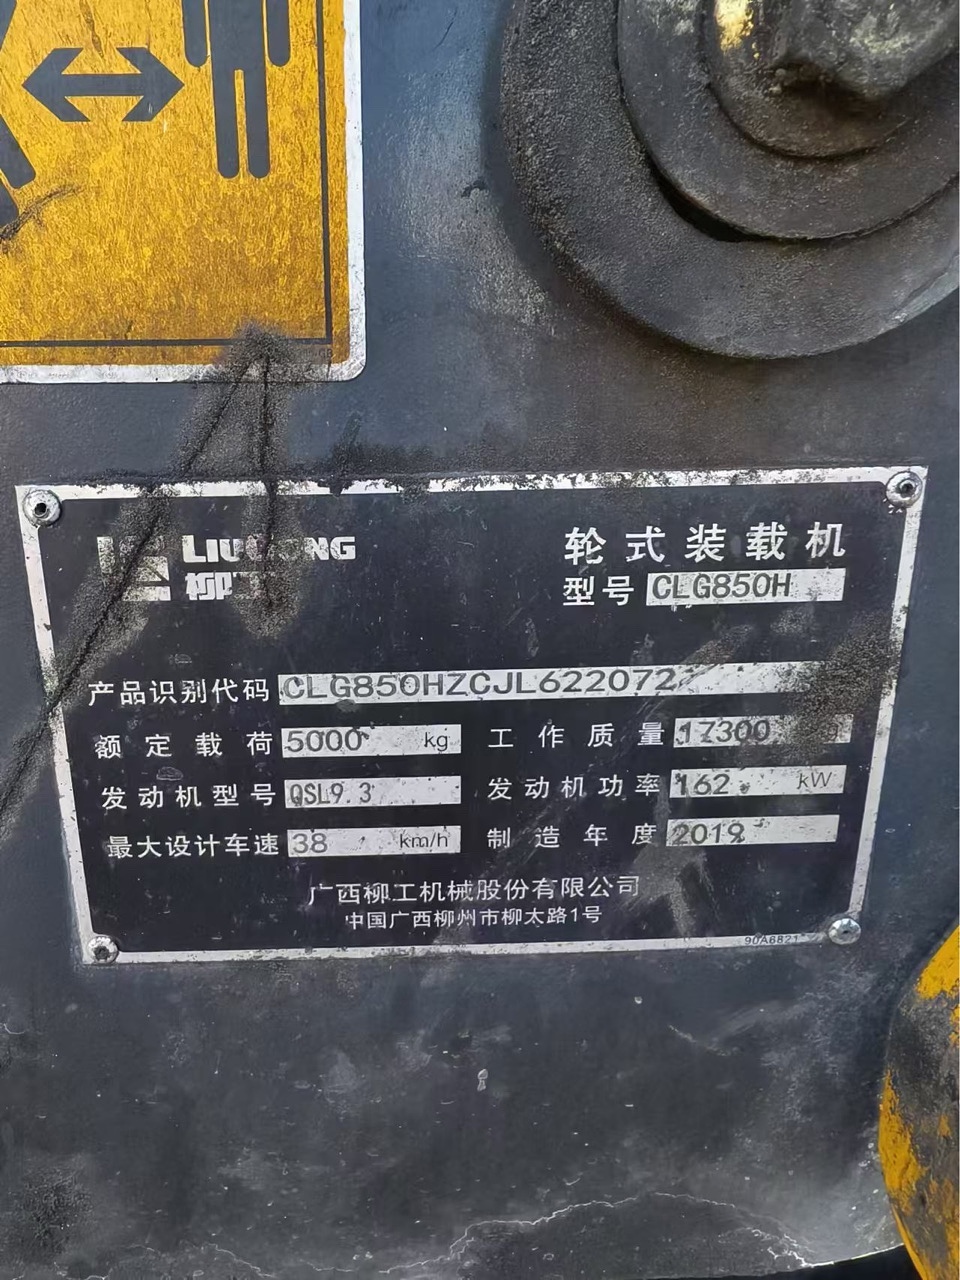 LIUGONG
柳工
轮式装载机
型号 CLG850H
产品识别代码 CLG850HZCJL622072
额定载荷 5000 kg 工作质量 17300 kg
发动机型号 QSL9.3 发动机功率 162 kW
最大设计车速 38 km/h 制造年度 2019
广西柳工机械股份有限公司
中国广西柳州市柳太路1号
90A6821